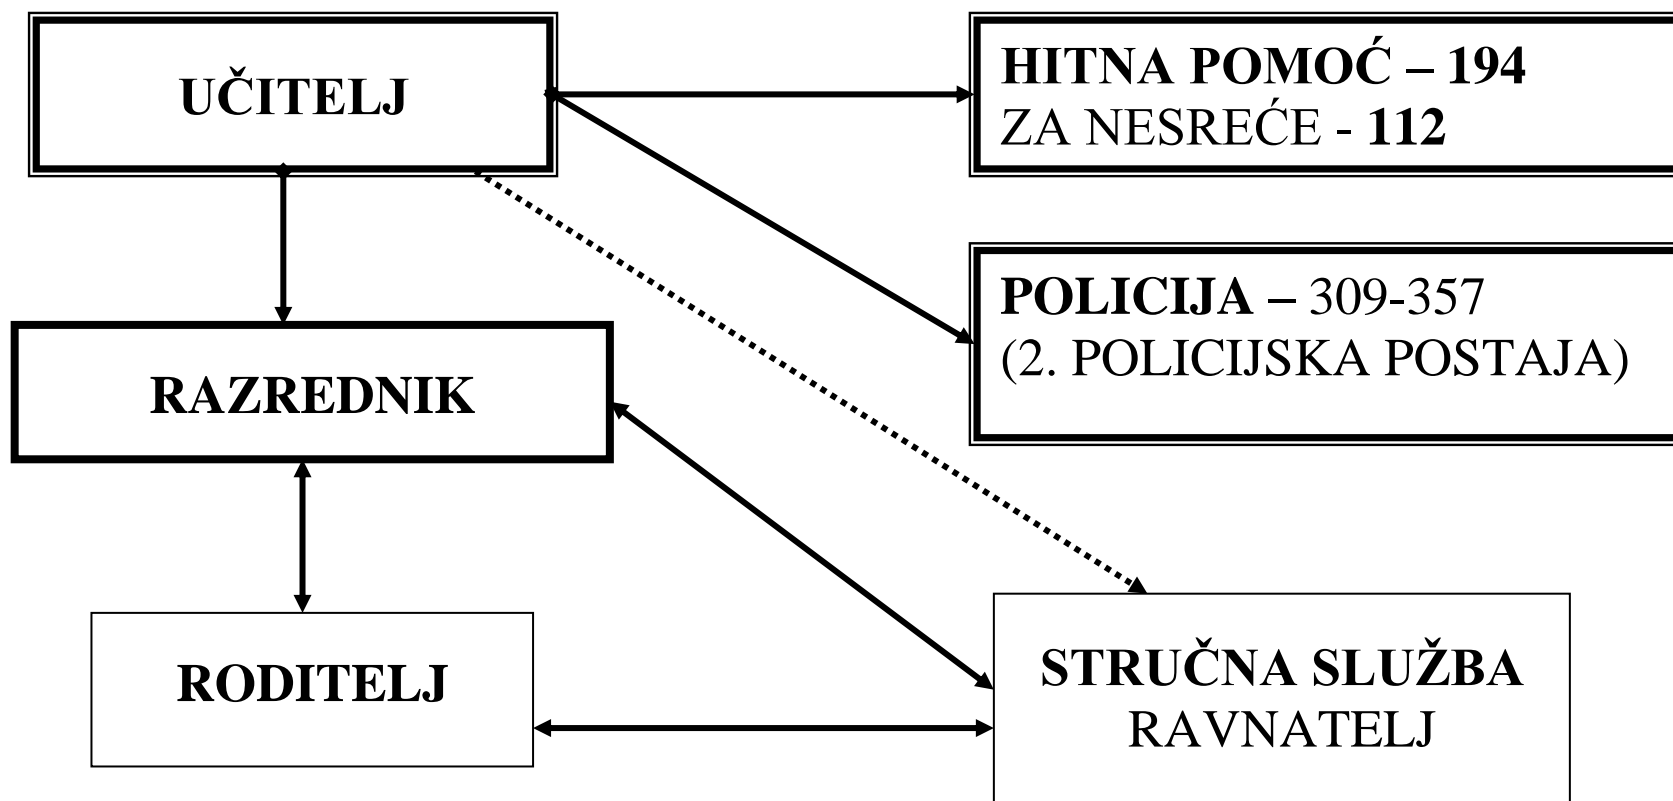 UČITELJ
HITNA POMOĆ – 194
ZA NESREĆE - 112
POLICIJA – 309-357
(2. POLICIJSKA POSTAJA)
RAZREDNIK
RODITELJ
STRUČNA SLUŽBA
RAVNATELJ